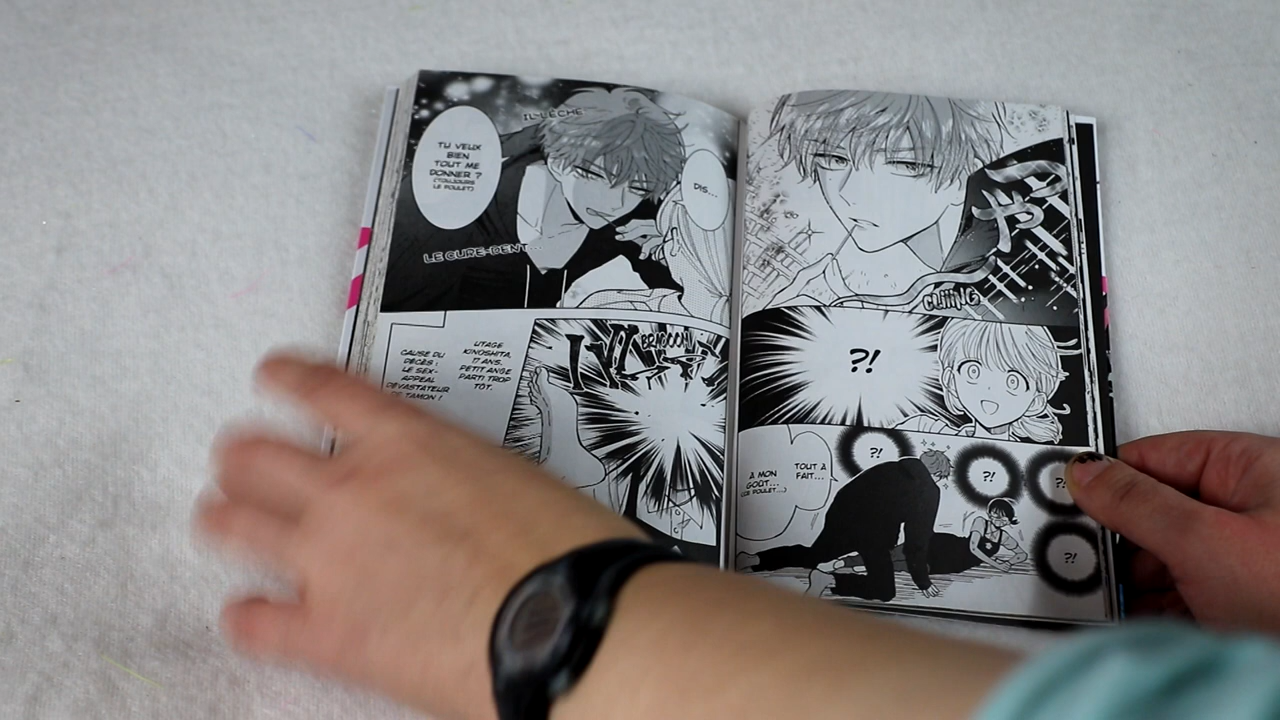 IL LÈCHE
TU VEUX
BIEN
TOUT ME
DONNER ?
(TOUJOURS
LE POULET)
DIS...
LE CURE-DENT...
UTAGE
KINOSHITA,
17 ANS.
PETIT ANGE
PARTI TROP
TÔT.
CAUSE DU
DÉCÈS :
LE SEX-
APPEAL
DÉVASTATEUR
DE TAMON !
CLIIING
?!
TOUT À
FAIT...
À MON
GOÛT...
(LE POULET...)
?!
?!
?!
?!